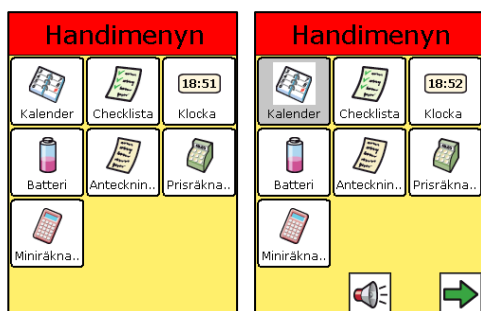 Handimenyn
18:51
Kalender Checklista Klocka
Batteri Antecknin.. Prisräkna..
Miniräkna..
Handimenyn
18:52
Kalender Checklista Klocka
Batteri Antecknin.. Prisräkna..
Miniräkna..